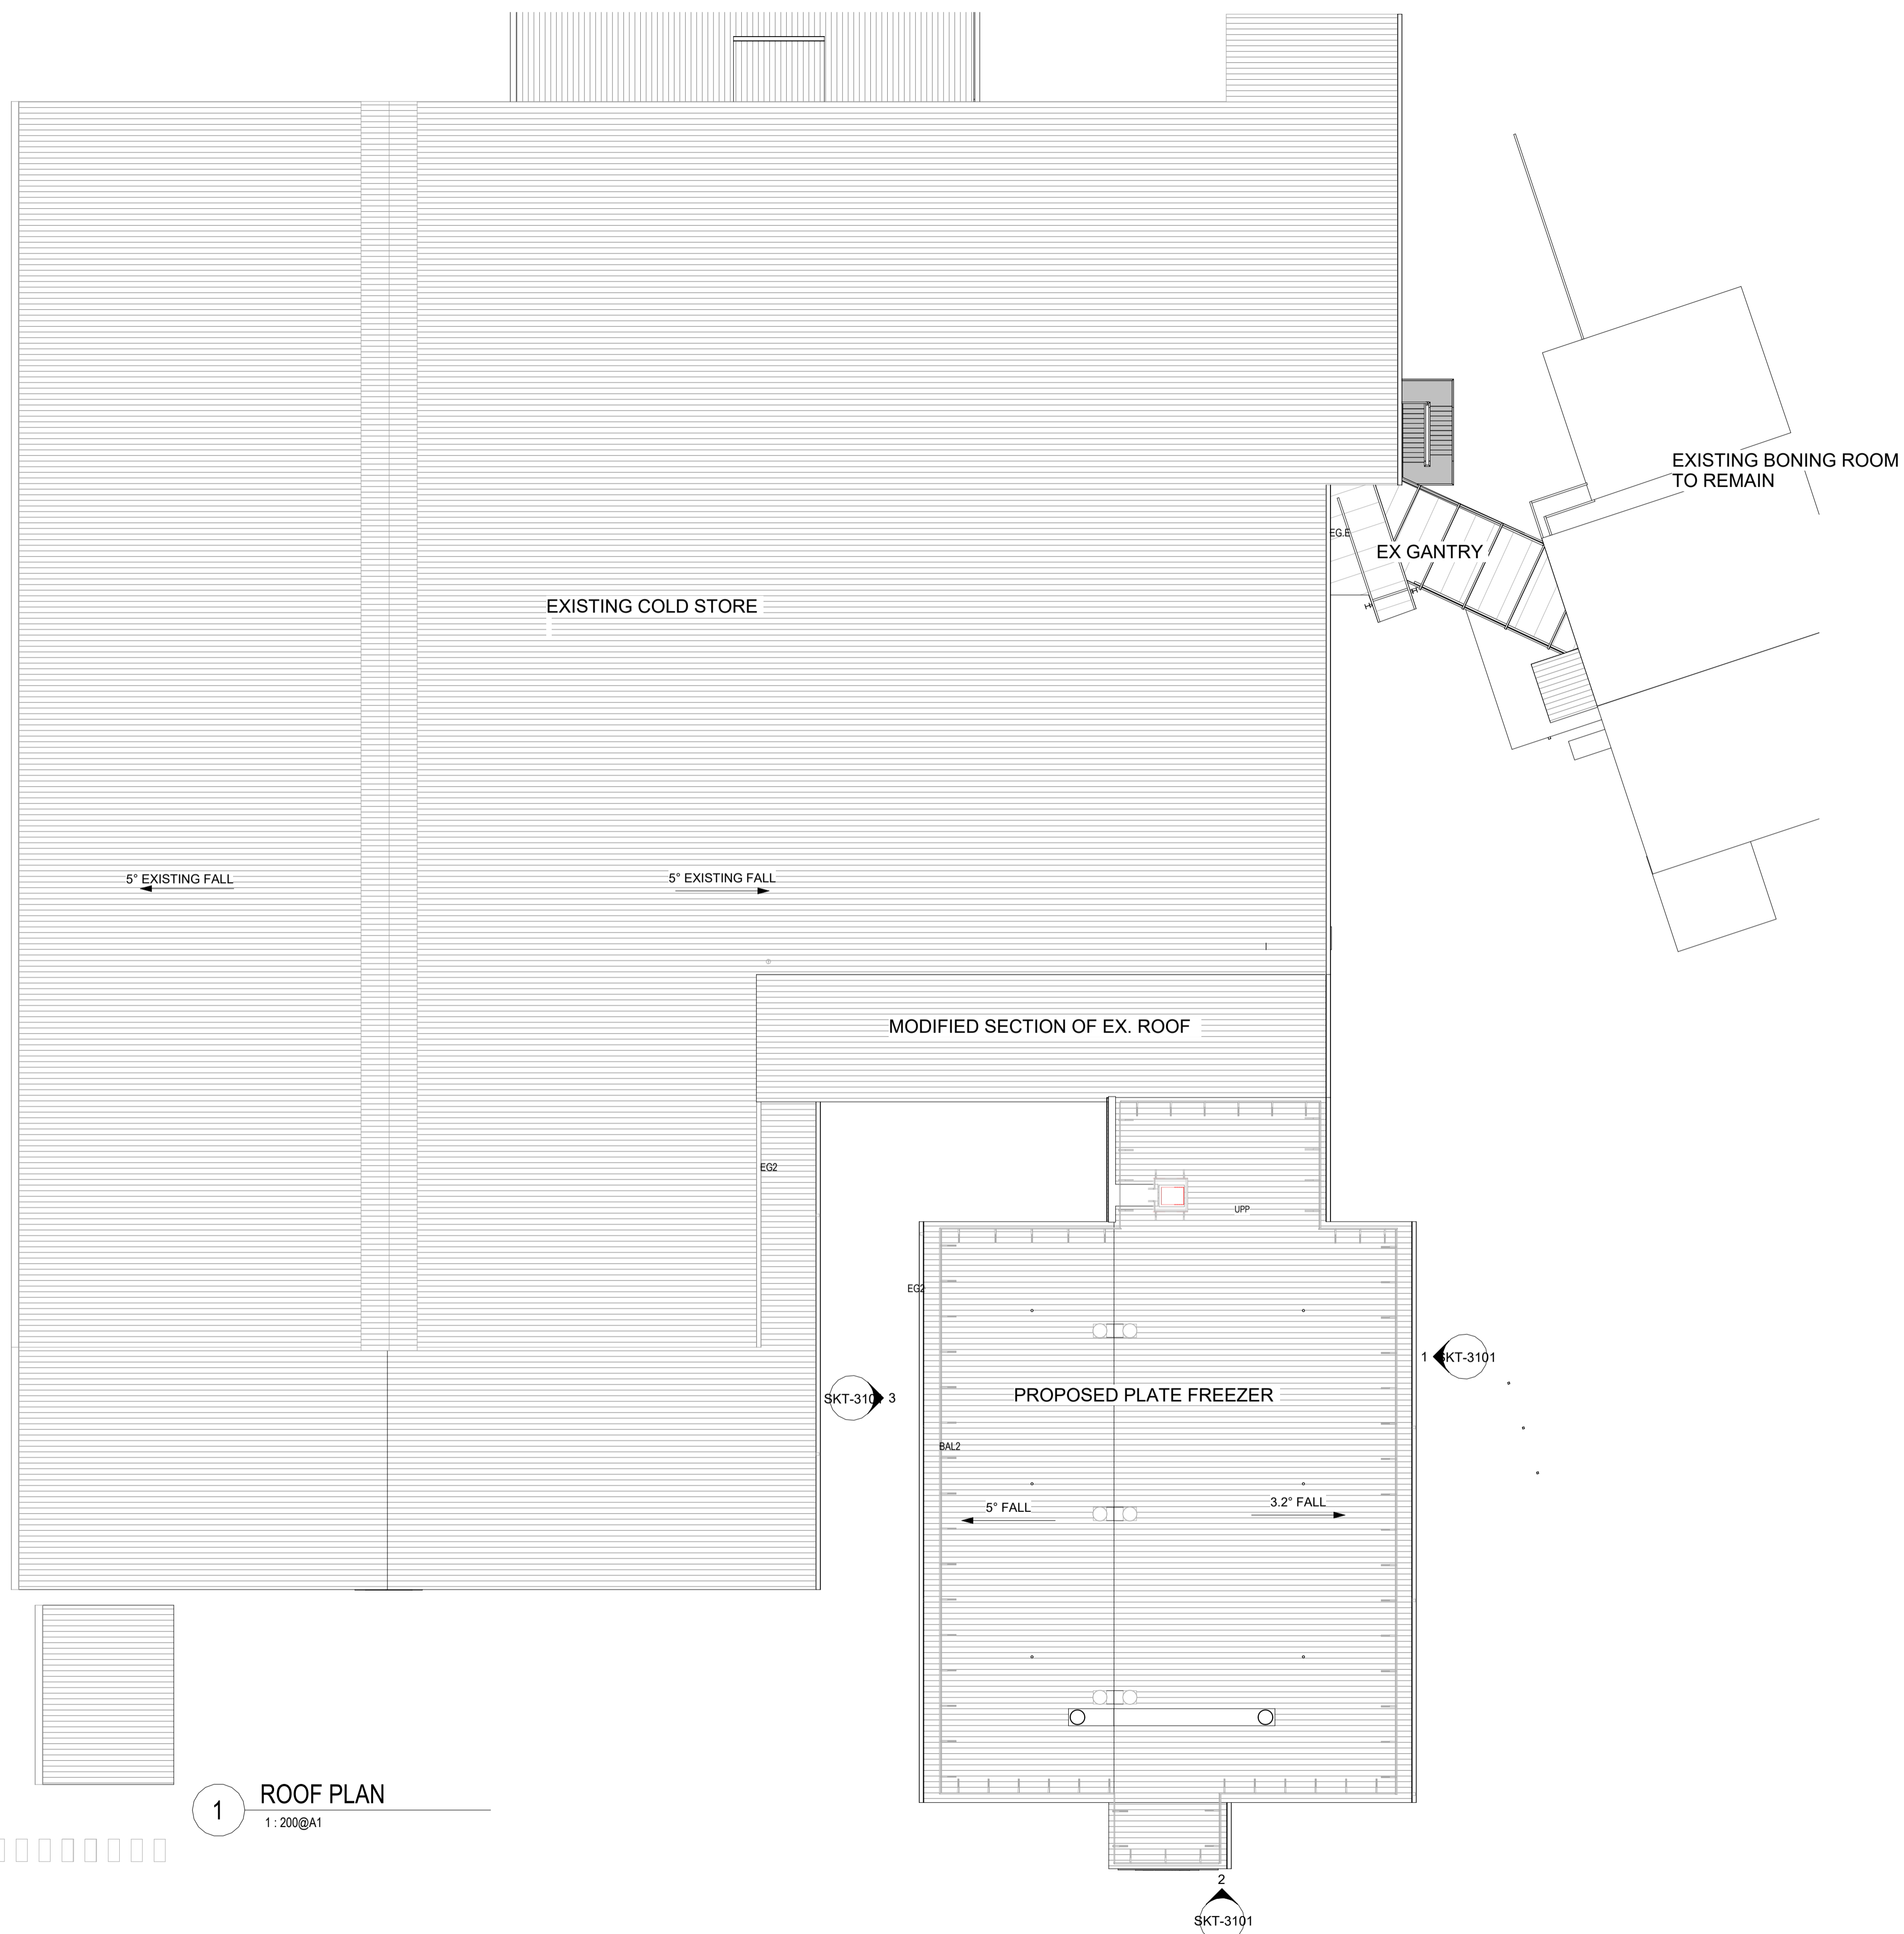 EXISTING BONING ROOM
TO REMAIN
EG.E
EX GANTRY
EXISTING COLD STORE
5° EXISTING FALL
5° EXISTING FALL
MODIFIED SECTION OF EX. ROOF
EG2
UPP
EG2
1
SKT-3101
SKT-3101
3
PROPOSED PLATE FREEZER
BAL2
5° FALL
3.2° FALL
1
ROOF PLAN
1 : 200@A1
2
SKT-3101